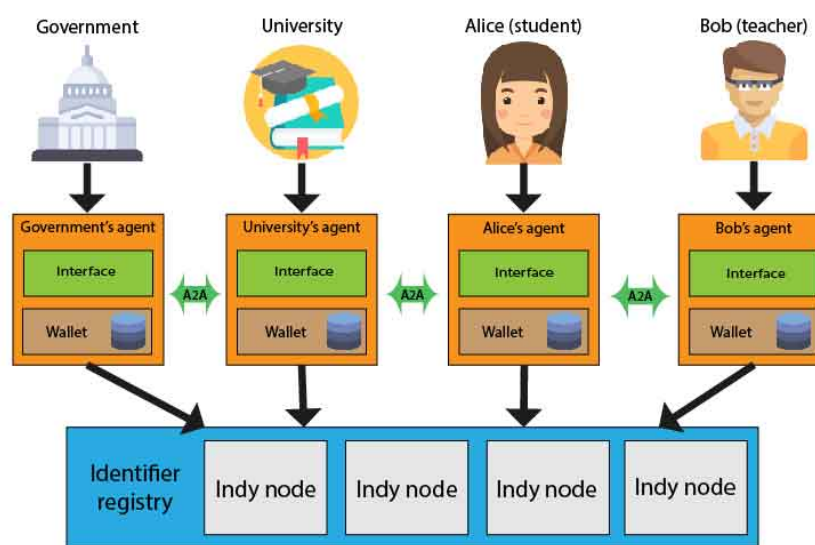 Government
University
Alice (student)
Bob (teacher)
Government's agent
University's agent
Alice's agent
Bob's agent
Interface
Interface
Interface
Interface
A2A
A2A
A2A
Wallet
Wallet
Wallet
Wallet
Identifier
registry
Indy node
Indy node
Indy node
Indy node